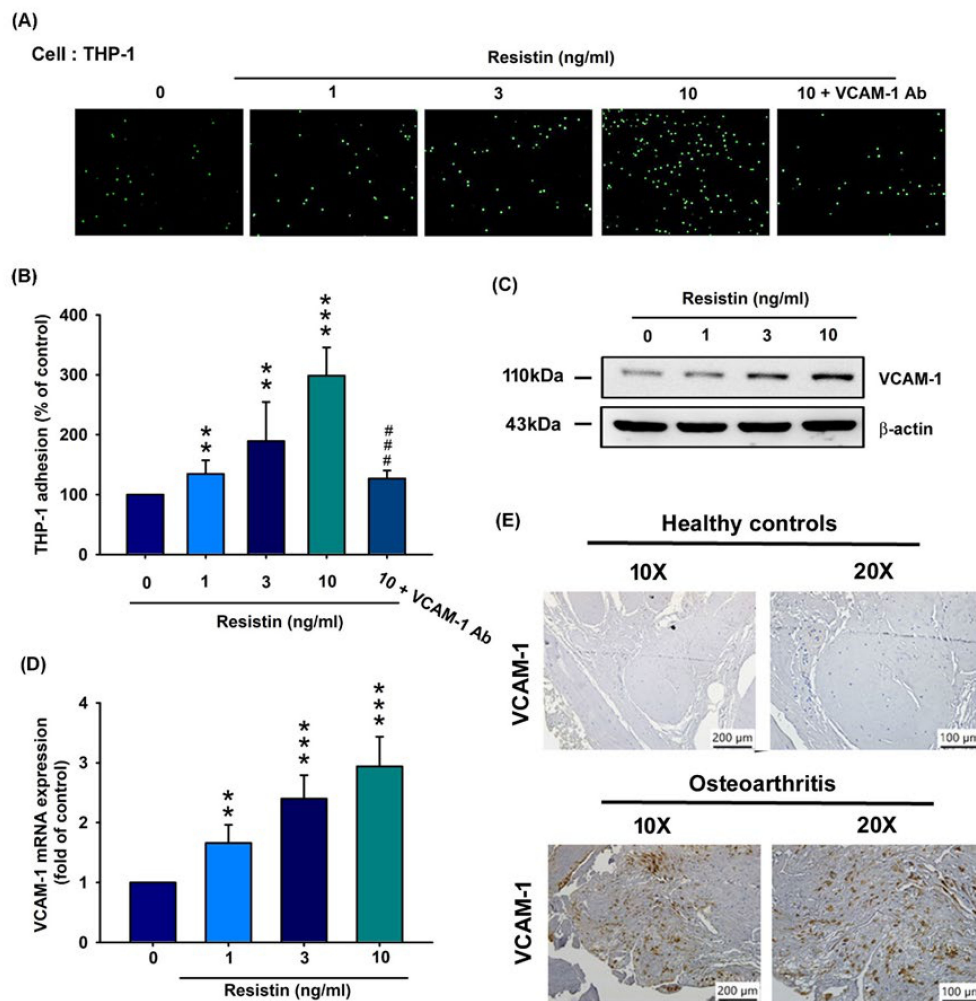 (A)
Cell : THP-1
Resistin (ng/ml)
0 1 3 10 10 + VCAM-1 Ab
(B)
THP-1 adhesion (% of control)
400
300
200
100
0
** ** *** ###
0 1 3 10 10 + VCAM-1 Ab
Resistin (ng/ml)
(C)
Resistin (ng/ml)
0 1 3 10
110kDa VCAM-1
43kDa β-actin
(D)
VCAM-1 mRNA expression
(fold of control)
4
3
2
1
0
** *** ***
0 1 3 10
Resistin (ng/ml)
(E)
Healthy controls
10X 20X
VCAM-1
200 µm 100 µm
Osteoarthritis
10X 20X
VCAM-1
200 µm 100 µm